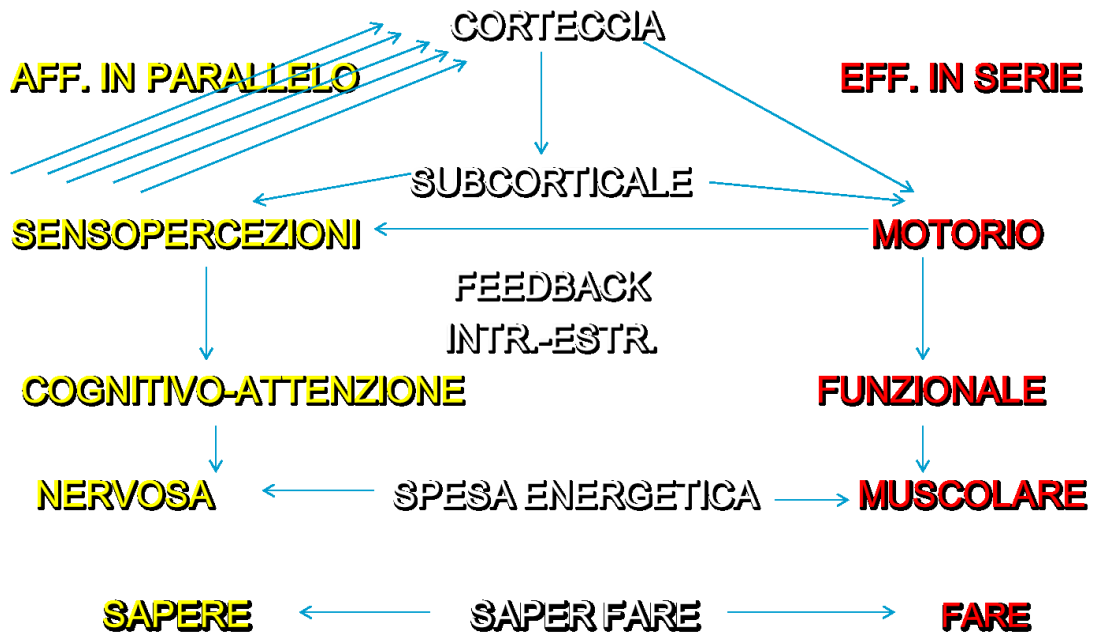 CORTECCIA
AFF. IN PARALLELO
EFF. IN SERIE
SUBCORTICALE
SENSOPERCEZIONI
MOTORIO
FEEDBACK
INTR.-ESTR.
COGNITIVO-ATTENZIONE
FUNZIONALE
NERVOSA
SPESA ENERGETICA
MUSCOLARE
SAPERE
SAPER FARE
FARE